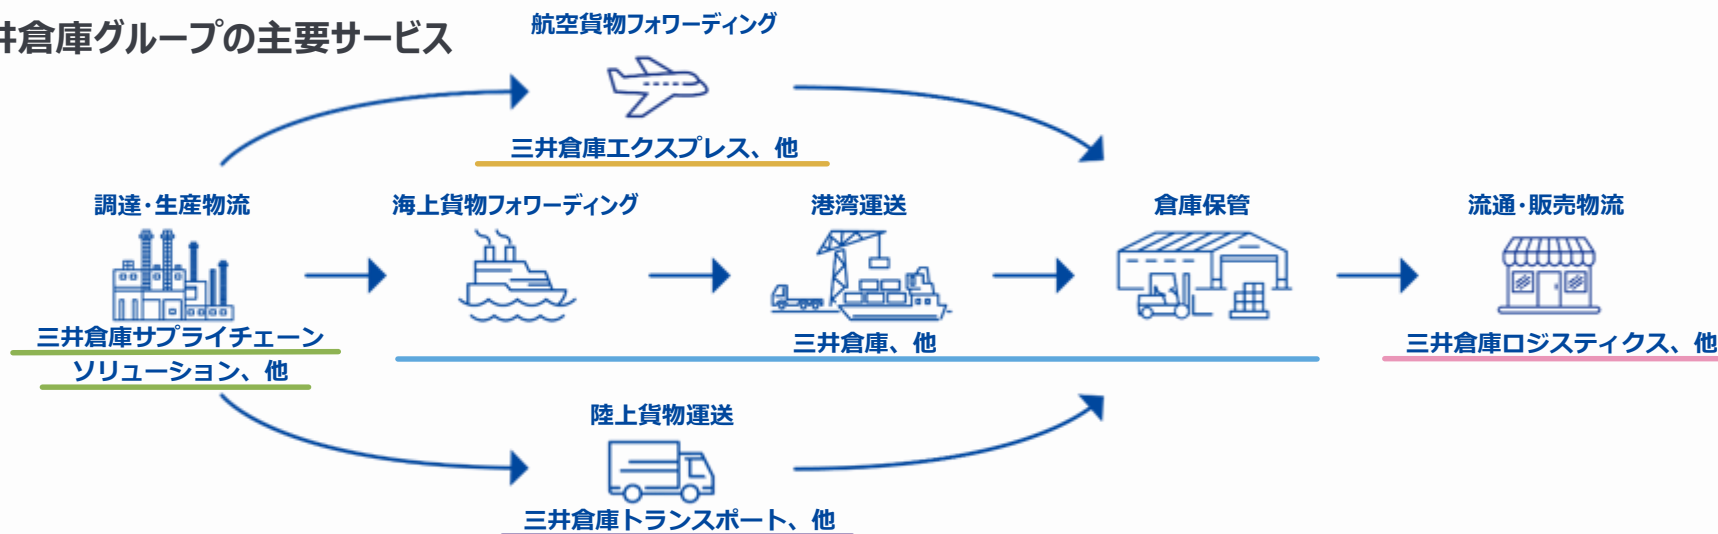 井倉庫グループの主要サービス
航空貨物フォワーディング
三井倉庫エクスプレス、他
調達・生産物流
海上貨物フォワーディング
港湾運送
倉庫保管
流通・販売物流
三井倉庫サプライチェーン
ソリューション、他
三井倉庫、他
三井倉庫ロジスティクス、他
陸上貨物運送
三井倉庫トランスポート、他